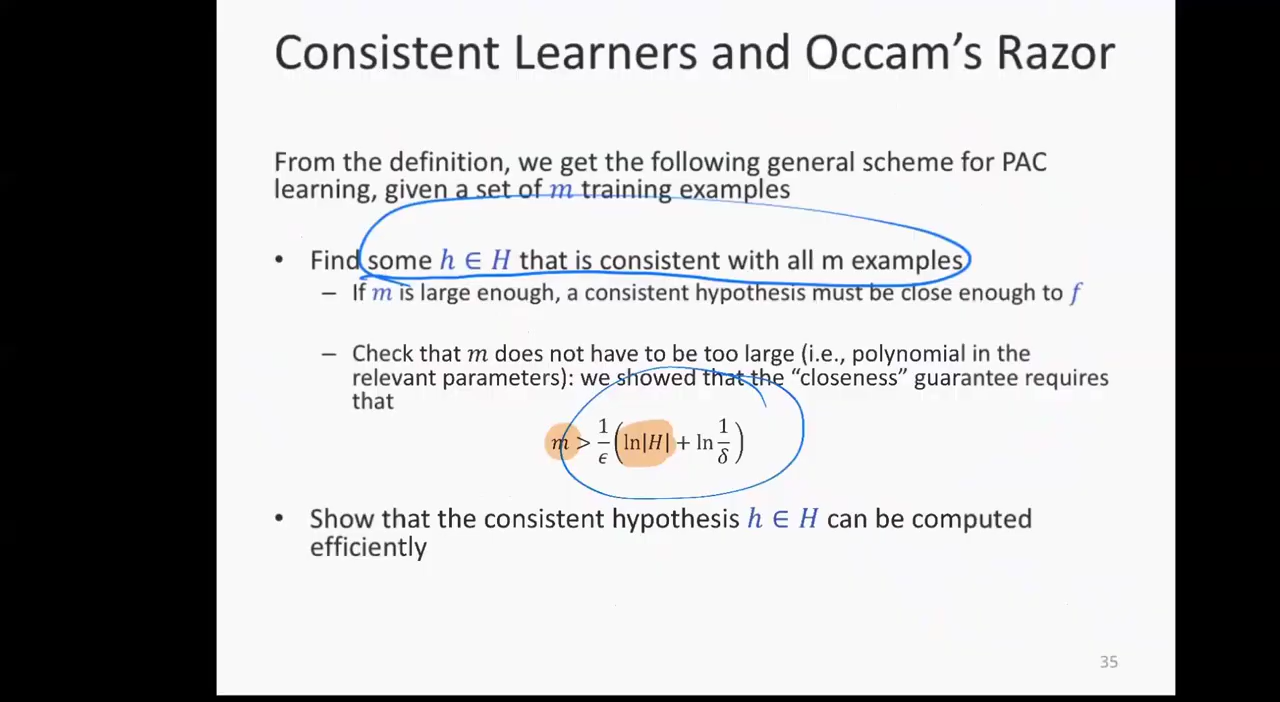 Consistent Learners and Occam's Razor
From the definition, we get the following general scheme for PAC
learning, given a set of m training examples
• Find some h ∈ H that is consistent with all m examples
– If m is large enough, a consistent hypothesis must be close enough to f
– Check that m does not have to be too large (i.e., polynomial in the
relevant parameters): we showed that the “closeness” guarantee requires
that
m > 1/ϵ (ln|H| + ln 1/δ)
• Show that the consistent hypothesis h ∈ H can be computed
efficiently
35